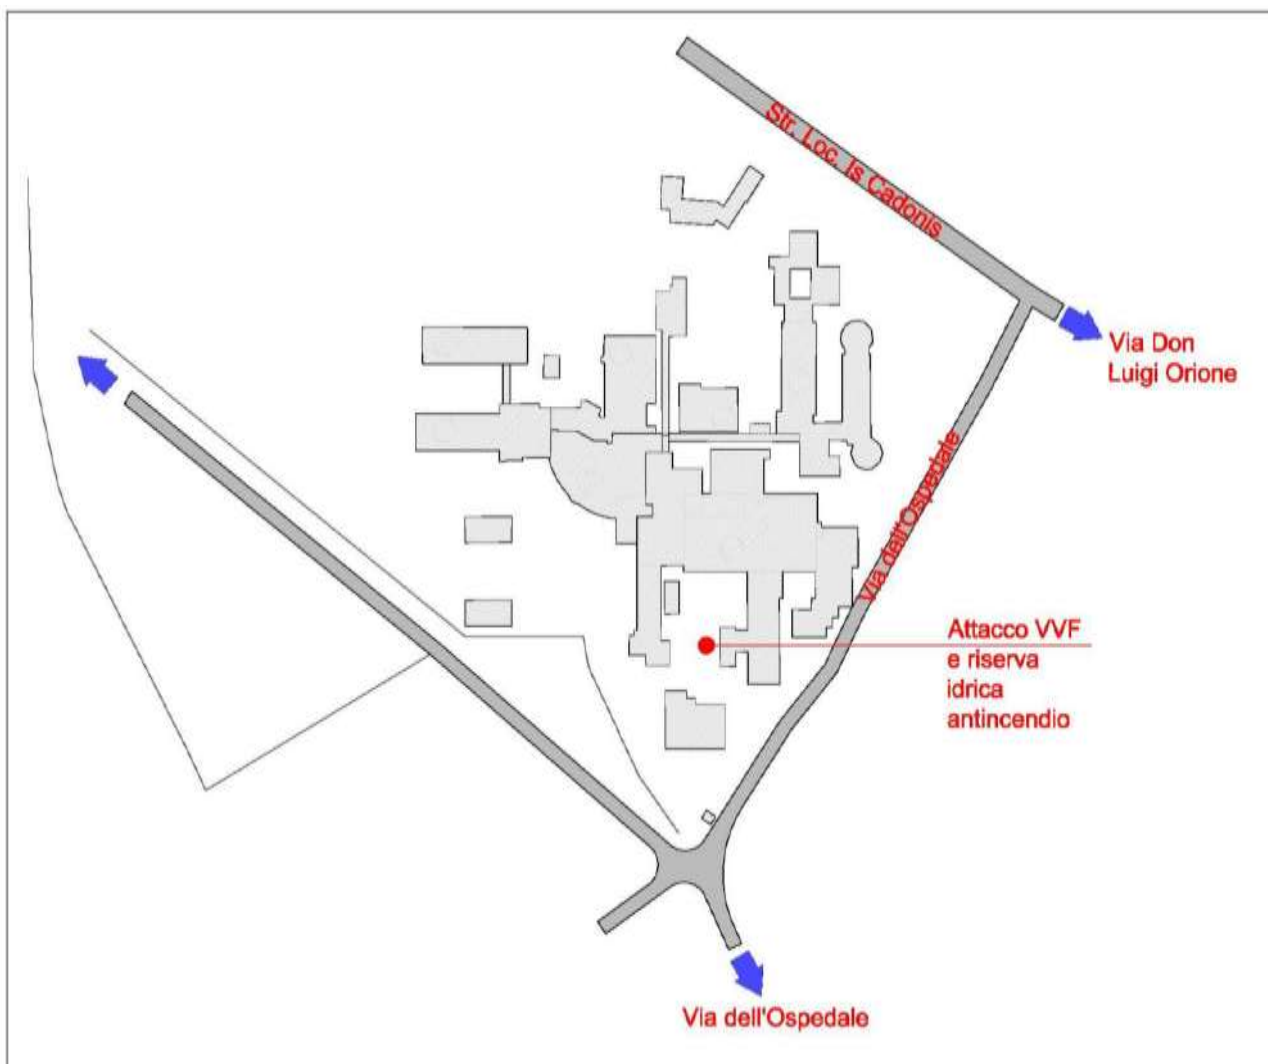 Str. Loc. Is Cadonis
Via Don
Luigi Orione
Via dell'Ospedale
Attacco VVF
e riserva
idrica
antincendio
Via dell'Ospedale